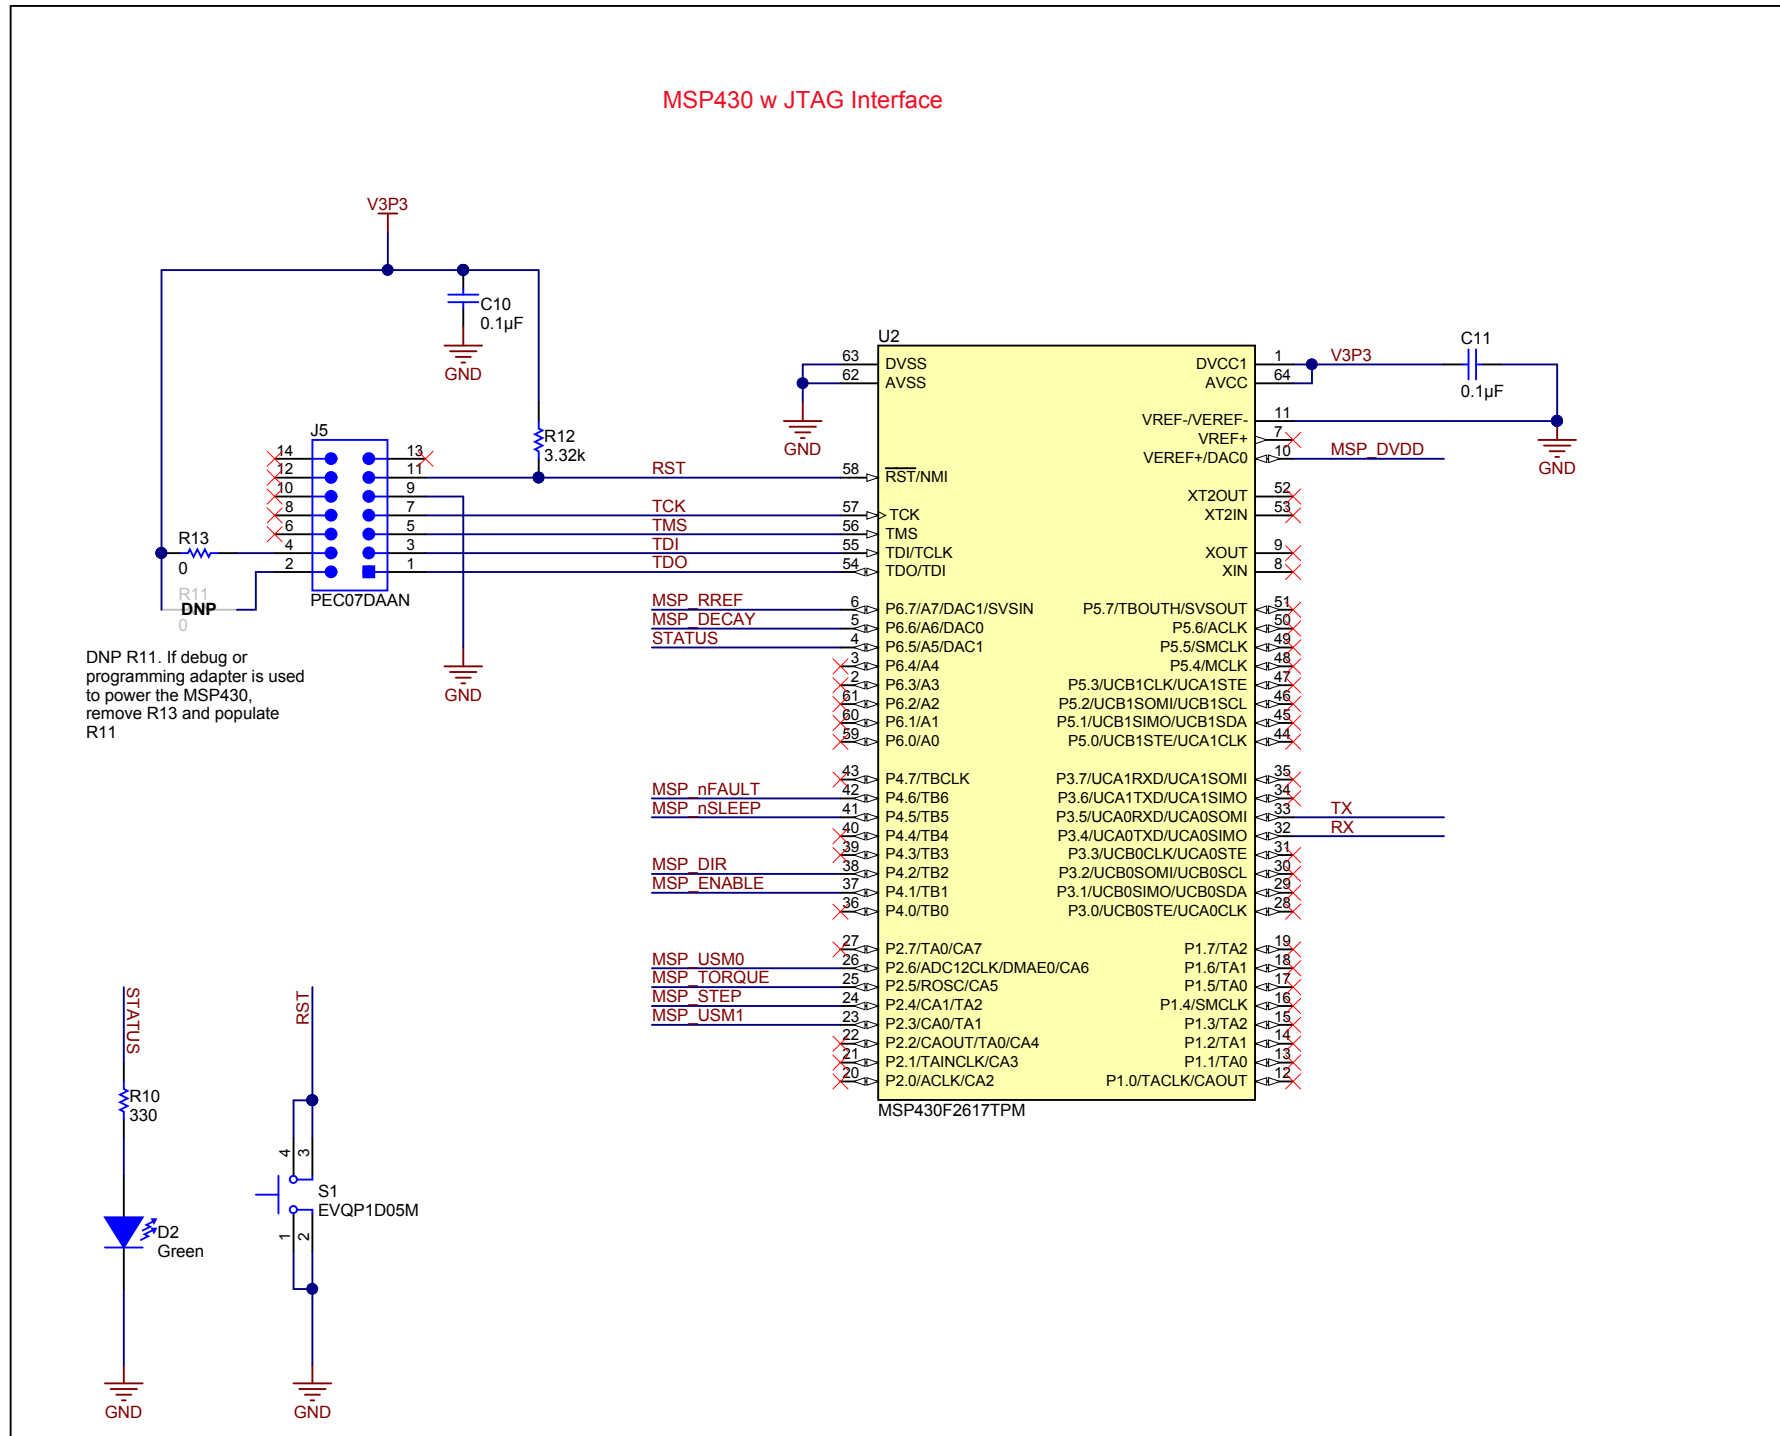 MSP430 w JTAG Interface
V3P3
C10
0.1µF
GND
R12
3.32k
J5
14
12
10
8
6
4
2
13
11
9
7
5
3
1
PEC07DAAN
R13
0
R11
DNP
0
DNP R11. If debug or
programming adapter is used
to power the MSP430,
remove R13 and populate
R11
GND
RST
TCK
TMS
TDI
TDO
MSP_RREF
MSP_DECAY
STATUS
MSP_nFAULT
MSP_nSLEEP
MSP_DIR
MSP_ENABLE
MSP_USM0
MSP_TORQUE
MSP_STEP
MSP_USM1
GND
U2
63 DVSS
62 AVSS
58 RST/NMI
57 TCK
56 TMS
55 TDI/TCLK
54 TDO/TDI
6 P6.7/A7/DAC1/SVSIN
5 P6.6/A6/DAC0
4 P6.5/A5/DAC1
3 P6.4/A4
2 P6.3/A3
61 P6.2/A2
60 P6.1/A1
59 P6.0/A0
43 P4.7/TBCLK
42 P4.6/TB6
41 P4.5/TB5
40 P4.4/TB4
39 P4.3/TB3
38 P4.2/TB2
37 P4.1/TB1
36 P4.0/TB0
27 P2.7/TA0/CA7
26 P2.6/ADC12CLK/DMAE0/CA6
25 P2.5/ROSC/CA5
24 P2.4/CA1/TA2
23 P2.3/CA0/TA1
22 P2.2/CAOUT/TA0/CA4
21 P2.1/TAINCLK/CA3
20 P2.0/ACLK/CA2
DVCC1 1
AVCC 64
VREF-/VEREF- 11
VREF+ 7
VEREF+/DAC0 10
XT2OUT 52
XT2IN 53
XOUT 9
XIN 8
P5.7/TBOUTH/SVSOUT 51
P5.6/ACLK 50
P5.5/SMCLK 49
P5.4/MCLK 48
P5.3/UCB1CLK/UCA1STE 47
P5.2/UCB1SOMI/UCB1SCL 46
P5.1/UCB1SIMO/UCB1SDA 45
P5.0/UCB1STE/UCA1CLK 44
P3.7/UCA1RXD/UCA1SOMI 35
P3.6/UCA1TXD/UCA1SIMO 34
P3.5/UCA0RXD/UCA0SOMI 33
P3.4/UCA0TXD/UCA0SIMO 32
P3.3/UCB0CLK/UCA0STE 31
P3.2/UCB0SOMI/UCB0SCL 30
P3.1/UCB0SIMO/UCB0SDA 29
P3.0/UCB0STE/UCA0CLK 28
P1.7/TA2 19
P1.6/TA1 18
P1.5/TA0 17
P1.4/SMCLK 16
P1.3/TA2 15
P1.2/TA1 14
P1.1/TA0 13
P1.0/TACLK/CAOUT 12
MSP430F2617TPM
V3P3
C11
0.1µF
MSP_DVDD
GND
TX
RX
STATUS
R10
330
D2
Green
GND
RST
4
3
S1
EVQP1D05M
1
2
GND